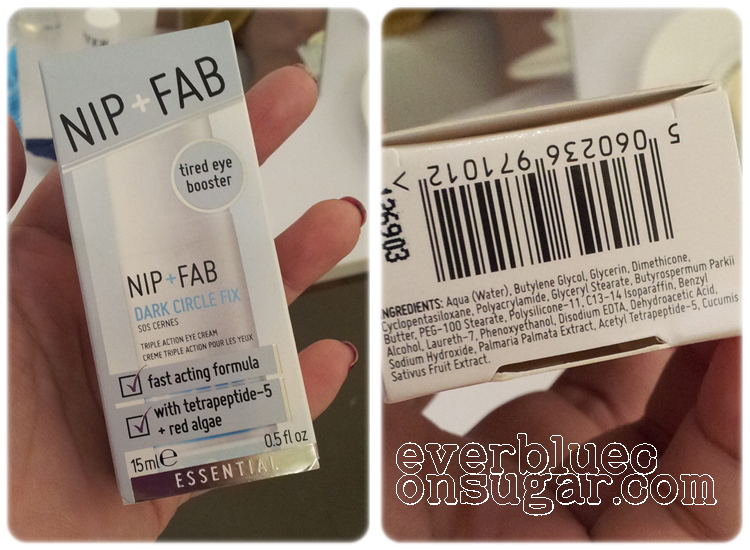 NIP+FAB
tired eye
booster
NIP+FAB
DARK CIRCLE FIX
SOS CERNES
TRIPLE ACTION EYE CREAM
CREME TRIPLE ACTION POUR LES YEUX
fast acting formula
with tetrapeptide-5
+ red algae
15ml e 0.5 fl oz
ESSENTIAL
5 060236 971012 >
INGREDIENTS: Aqua (Water), Butylene Glycol, Glycerin, Dimethicone,
Cyclopentasiloxane, Polyacrylamide, Glyceryl Stearate, Butyrospermum Parkii
Butter, PEG-100 Stearate, Polysilicone-11, C13-14 Isoparaffin, Benzyl
Alcohol, Laureth-7, Phenoxyethanol, Disodium EDTA, Dehydroacetic Acid,
Sodium Hydroxide, Palmaria Palmata Extract, Acetyl Tetrapeptide-5, Cucumis
Sativus Fruit Extract.
everbluec
onsugar.com